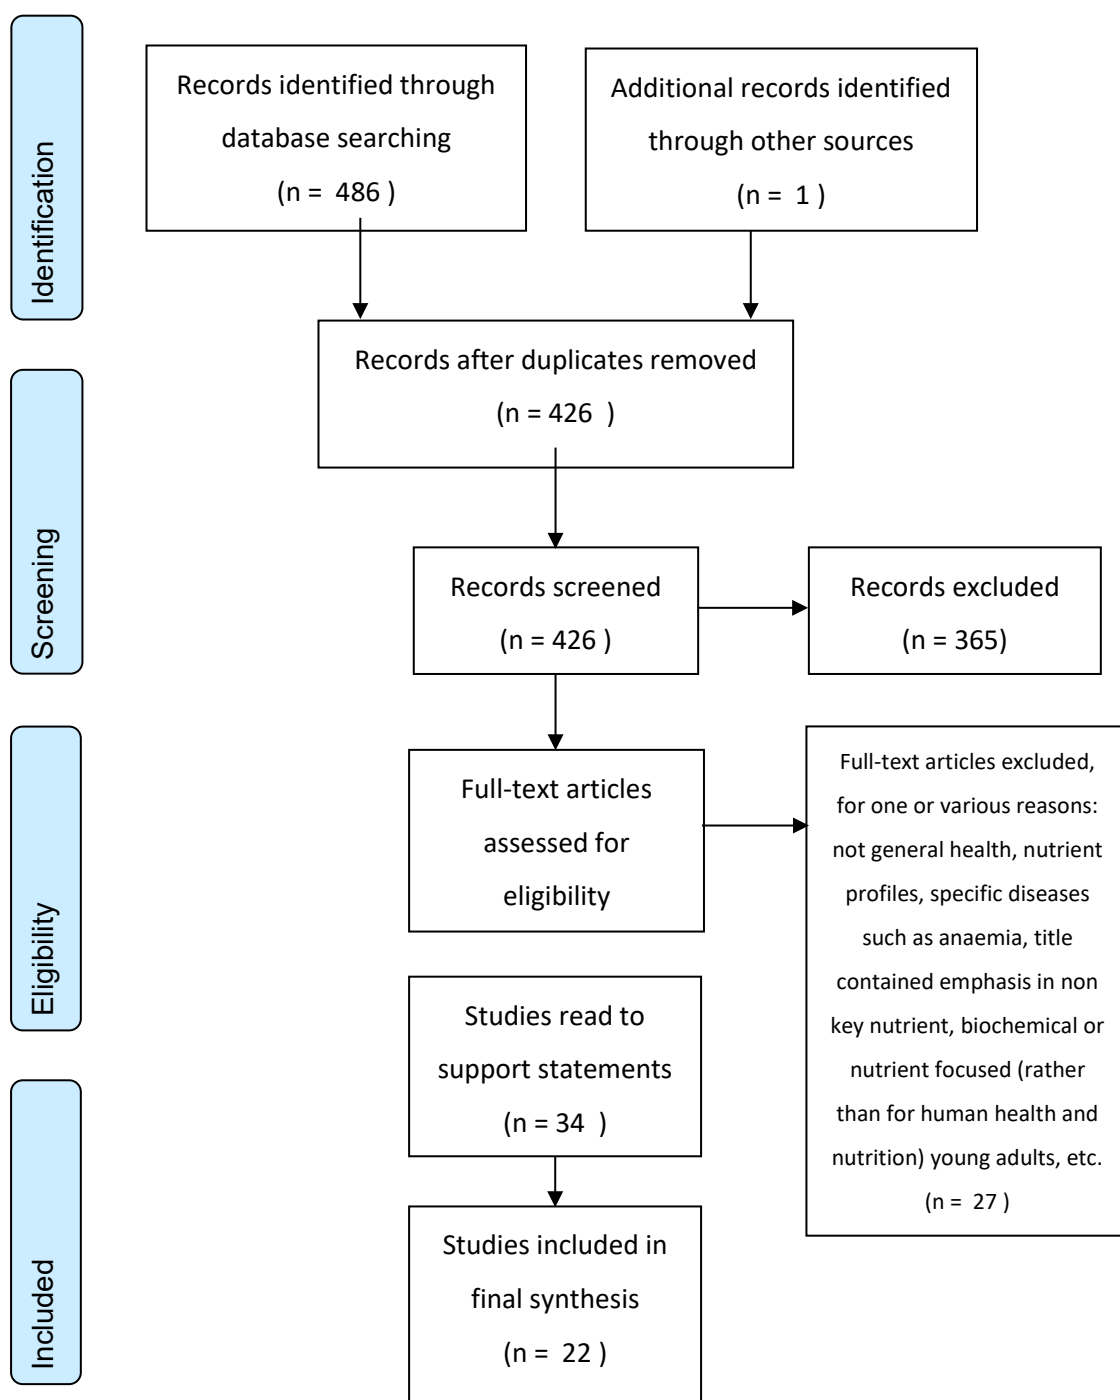 Identification
Records identified through
database searching
(n = 486 )
Additional records identified
through other sources
(n = 1 )
Records after duplicates removed
(n = 426 )
Screening
Records screened
(n = 426 )
Records excluded
(n = 365)
Eligibility
Full-text articles
assessed for
eligibility
Full-text articles excluded,
for one or various reasons:
not general health, nutrient
profiles, specific diseases
such as anaemia, title
contained emphasis in non
key nutrient, biochemical or
nutrient focused (rather
than for human health and
nutrition) young adults, etc.
(n = 27 )
Studies read to
support statements
(n = 34 )
Included
Studies included in
final synthesis
(n = 22 )